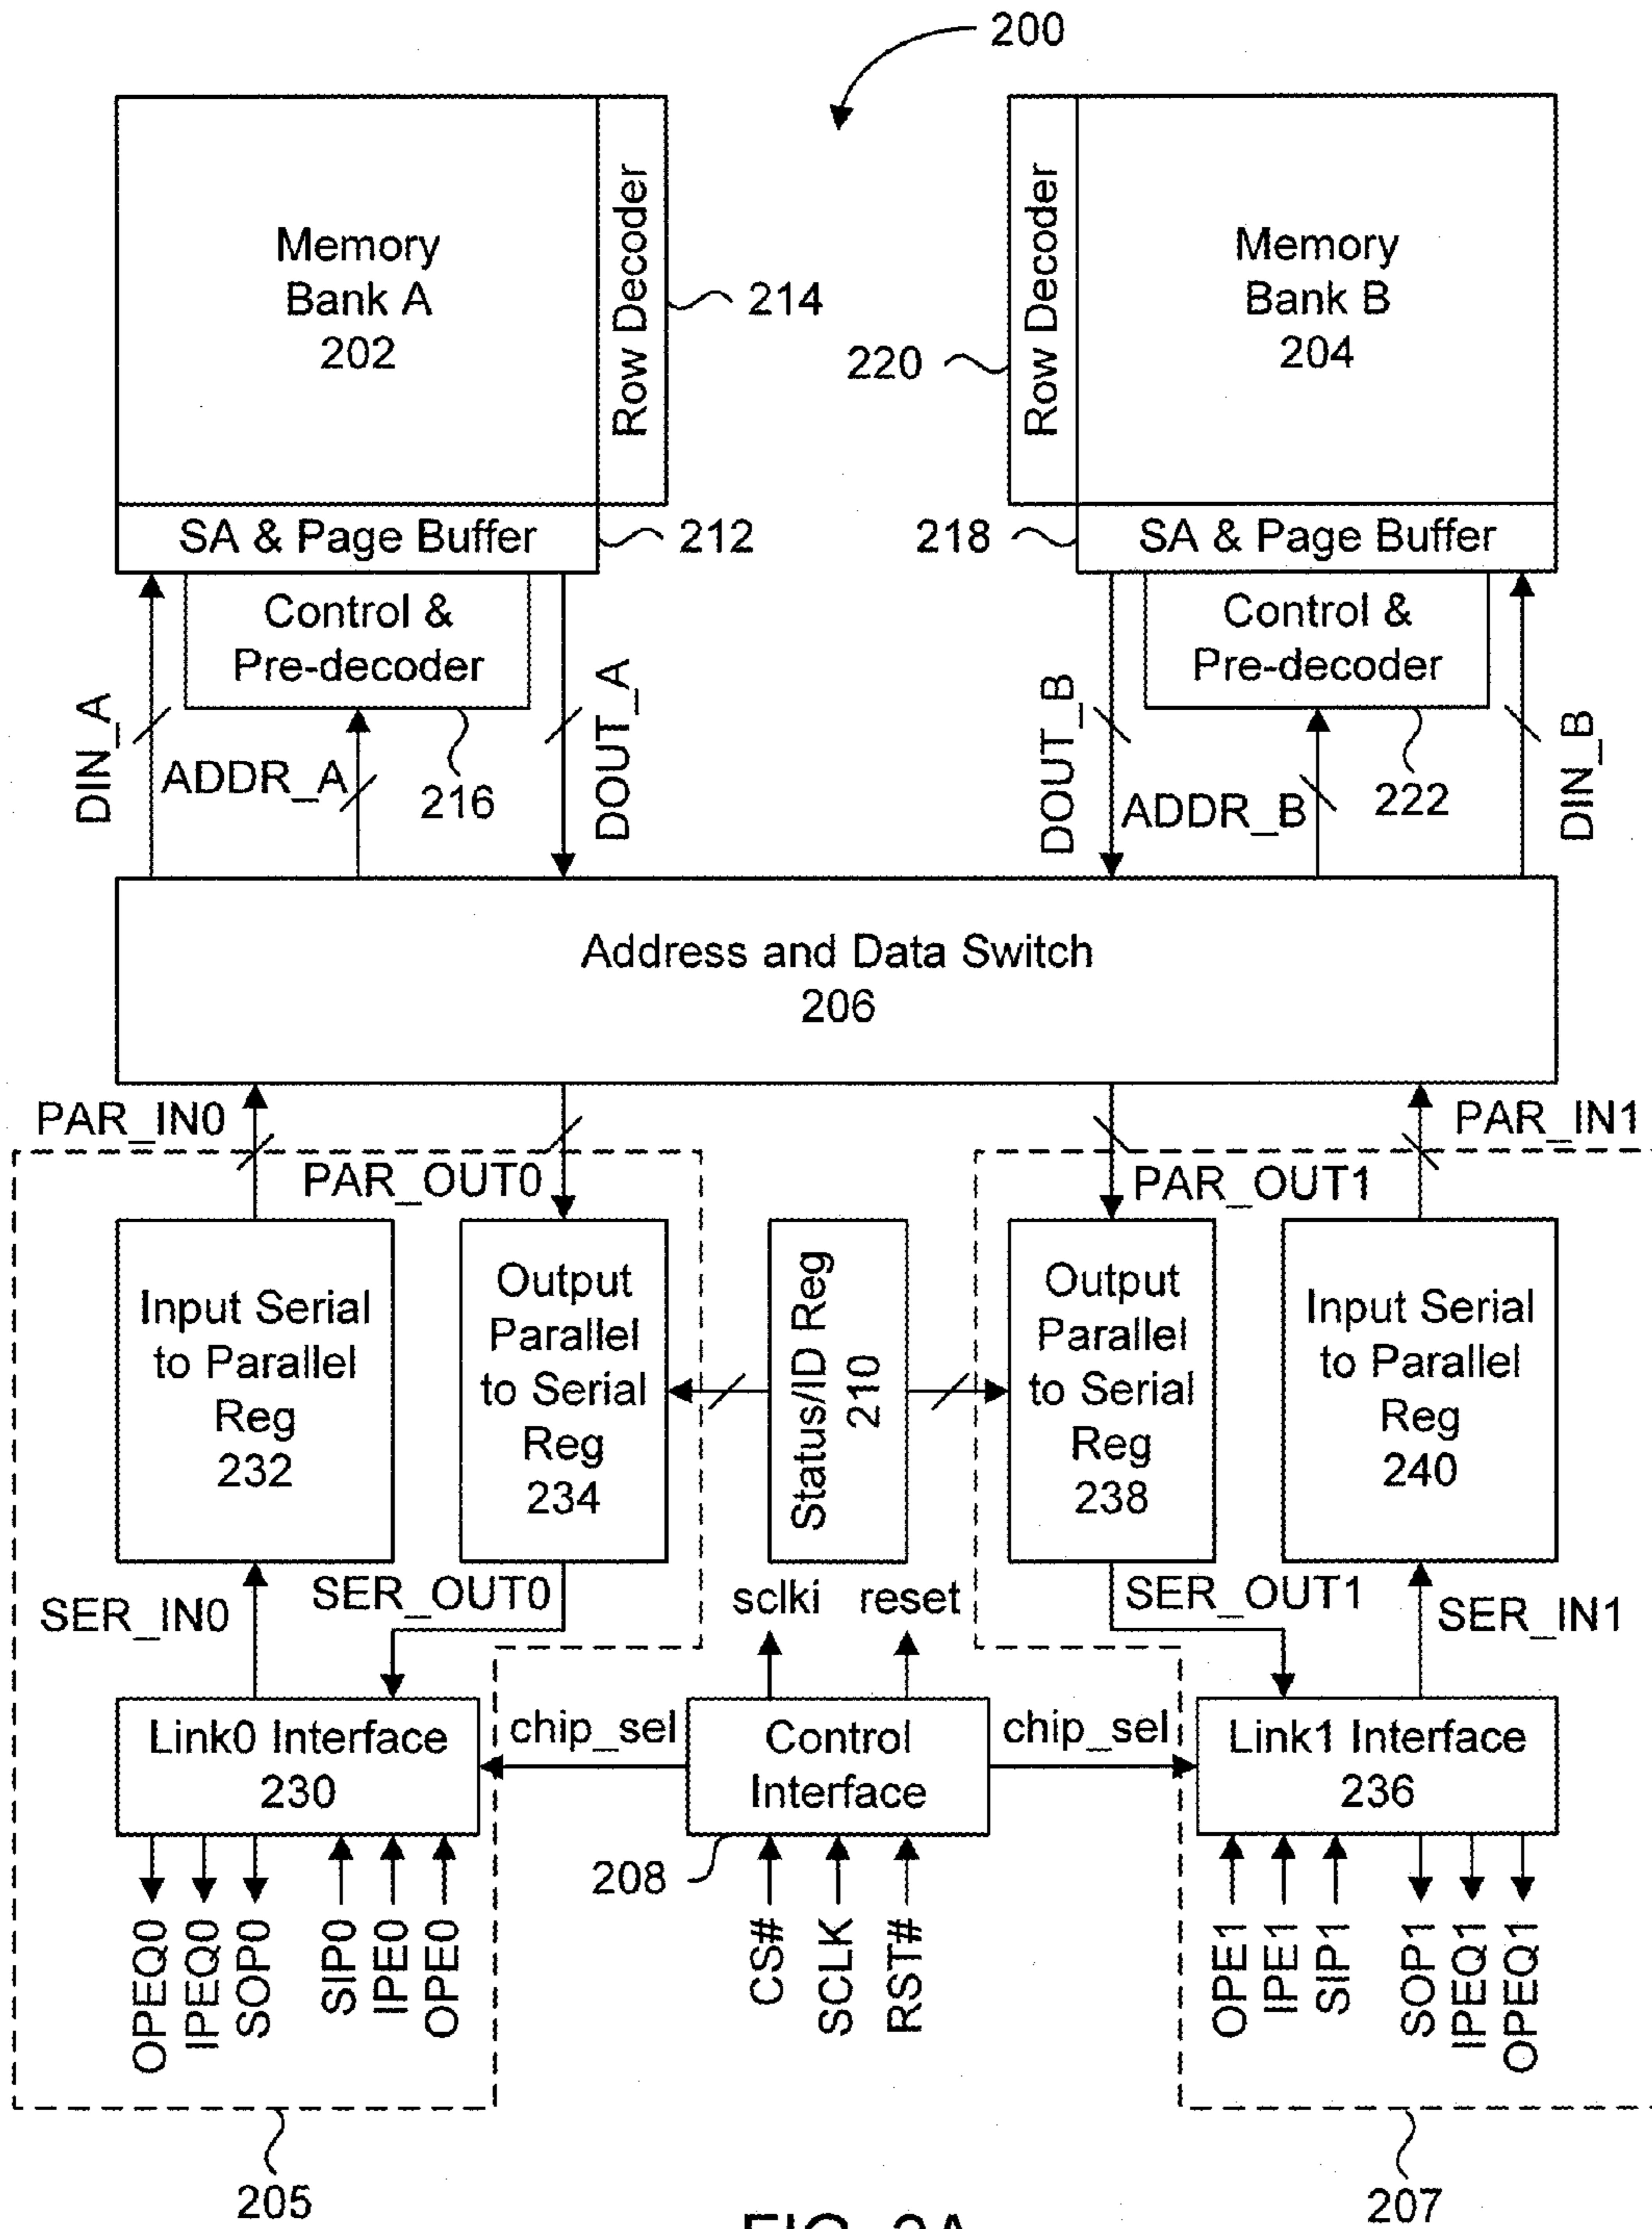 200
Memory
Bank A
202
Row Decoder
214
Row Decoder
220
Memory
Bank B
204
SA & Page Buffer
212
218
SA & Page Buffer
Control &
Pre-decoder
216
Control &
Pre-decoder
222
DIN_A
ADDR_A
DOUT_A
DOUT_B
ADDR_B
DIN_B
Address and Data Switch
206
PAR_IN0
PAR_OUT0
PAR_OUT1
PAR_IN1
Input Serial
to Parallel
Reg
232
Output
Parallel
to Serial
Reg
234
Status/ID Reg
210
Output
Parallel
to Serial
Reg
238
Input Serial
to Parallel
Reg
240
SER_IN0
SER_OUT0
sclki
reset
SER_OUT1
SER_IN1
Link0 Interface
230
chip_sel
Control
Interface
chip_sel
Link1 Interface
236
208
OPEQ0
IPEQ0
SOP0
SIP0
IPE0
OPE0
CS#
SCLK
RST#
OPE1
IPE1
SIP1
SOP1
IPEQ1
OPEQ1
205
207
FIG. 2A